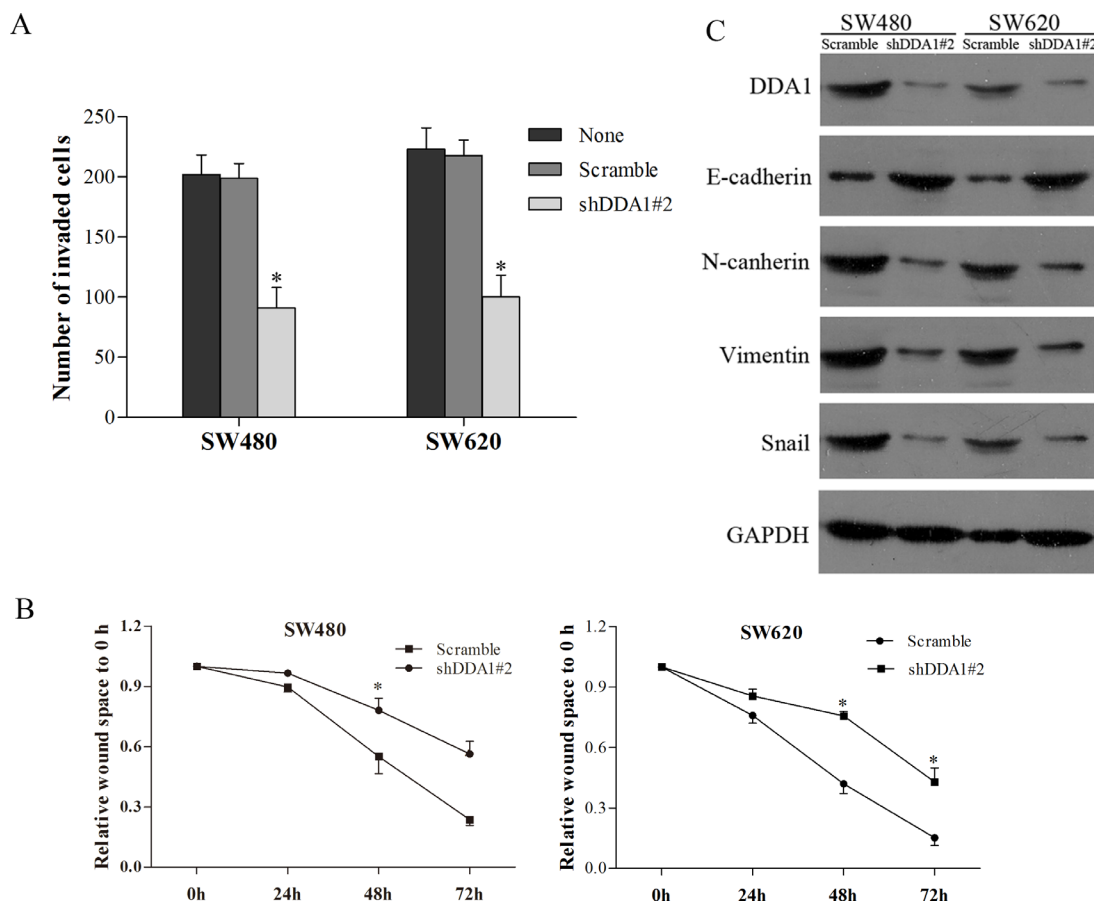 A
Number of invaded cells
250
200
150
100
50
0
None
Scramble
shDDA1#2
*
*
SW480
SW620
C
SW480
SW620
Scramble shDDA1#2 Scramble shDDA1#2
DDA1
E-cadherin
N-canherin
Vimentin
Snail
GAPDH
B
SW480
Relative wound space to 0 h
1.2
0.9
0.6
0.3
0.0
Scramble
shDDA1#2
*
0h 24h 48h 72h
SW620
Relative wound space to 0 h
1.2
0.9
0.6
0.3
0.0
Scramble
shDDA1#2
*
*
0h 24h 48h 72h